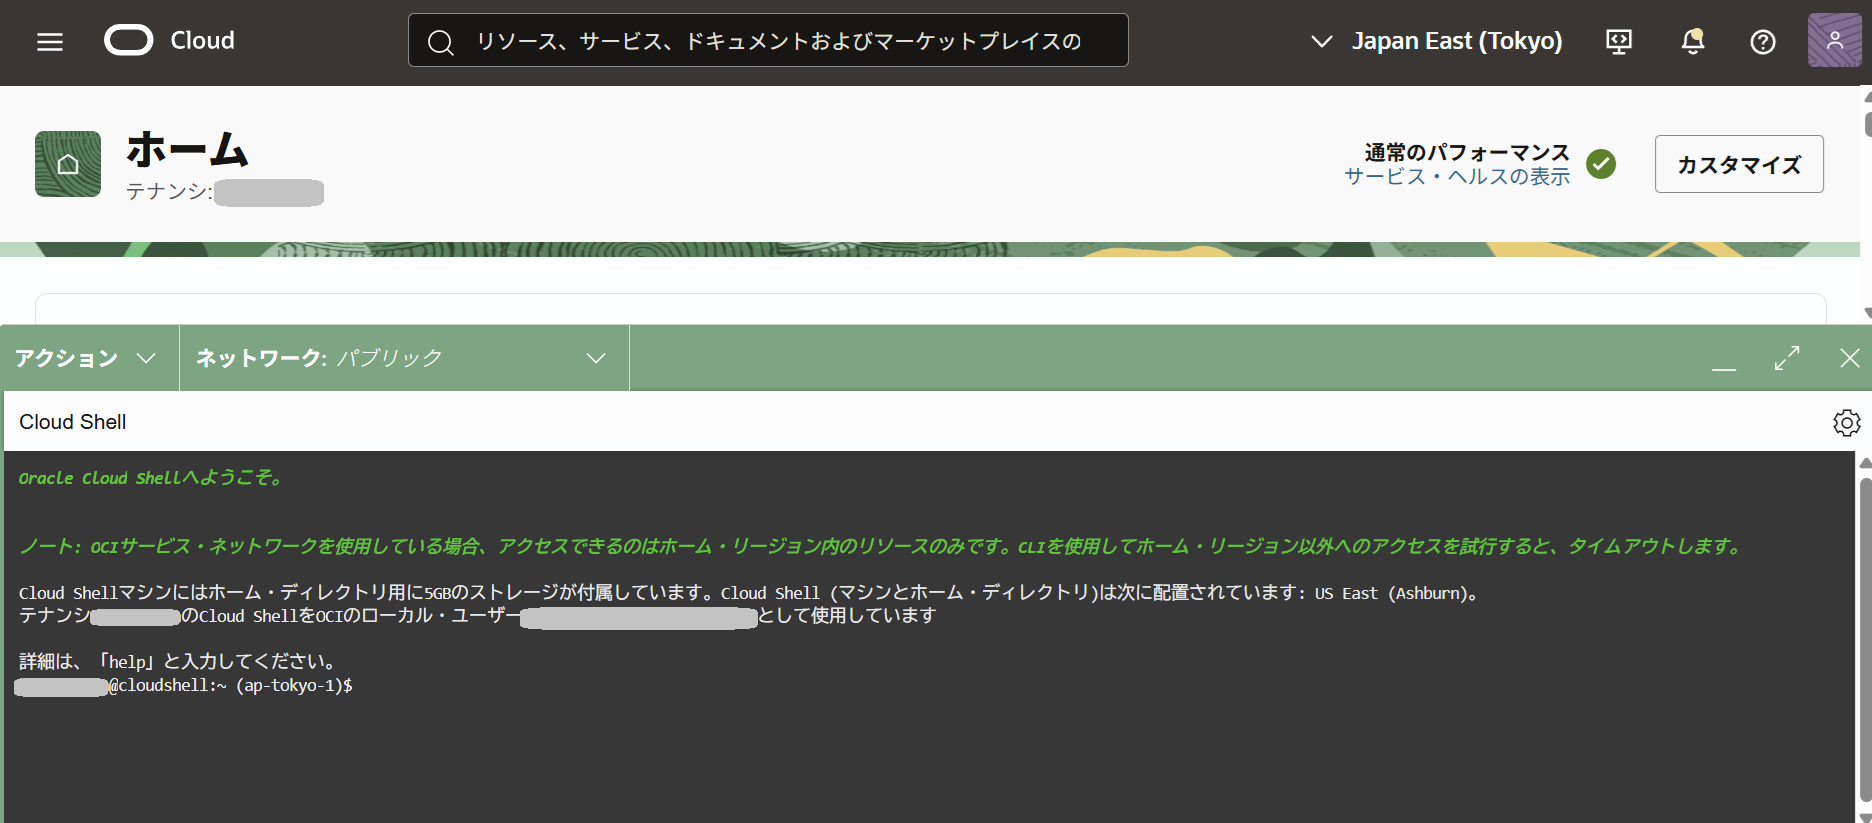 Cloud
リソース、サービス、ドキュメントおよびマーケットプレイスの
Japan East (Tokyo)
ホーム
テナンシ:
通常のパフォーマンス
サービス・ヘルスの表示
カスタマイズ
アクション
ネットワーク: パブリック
Cloud Shell
Oracle Cloud Shellへようこそ。
ノート: OCIサービス・ネットワークを使用している場合、アクセスできるのはホーム・リージョン内のリソースのみです。CLIを使用してホーム・リージョン以外へのアクセスを試行すると、タイムアウトします。
Cloud Shellマシンにはホーム・ディレクトリ用に5GBのストレージが付属しています。Cloud Shell (マシンとホーム・ディレクトリ)は次に配置されています: US East (Ashburn)。
テナンシ のCloud ShellをOCIのローカル・ユーザー として使用しています
詳細は、「help」と入力してください。
@cloudshell:~ (ap-tokyo-1)$